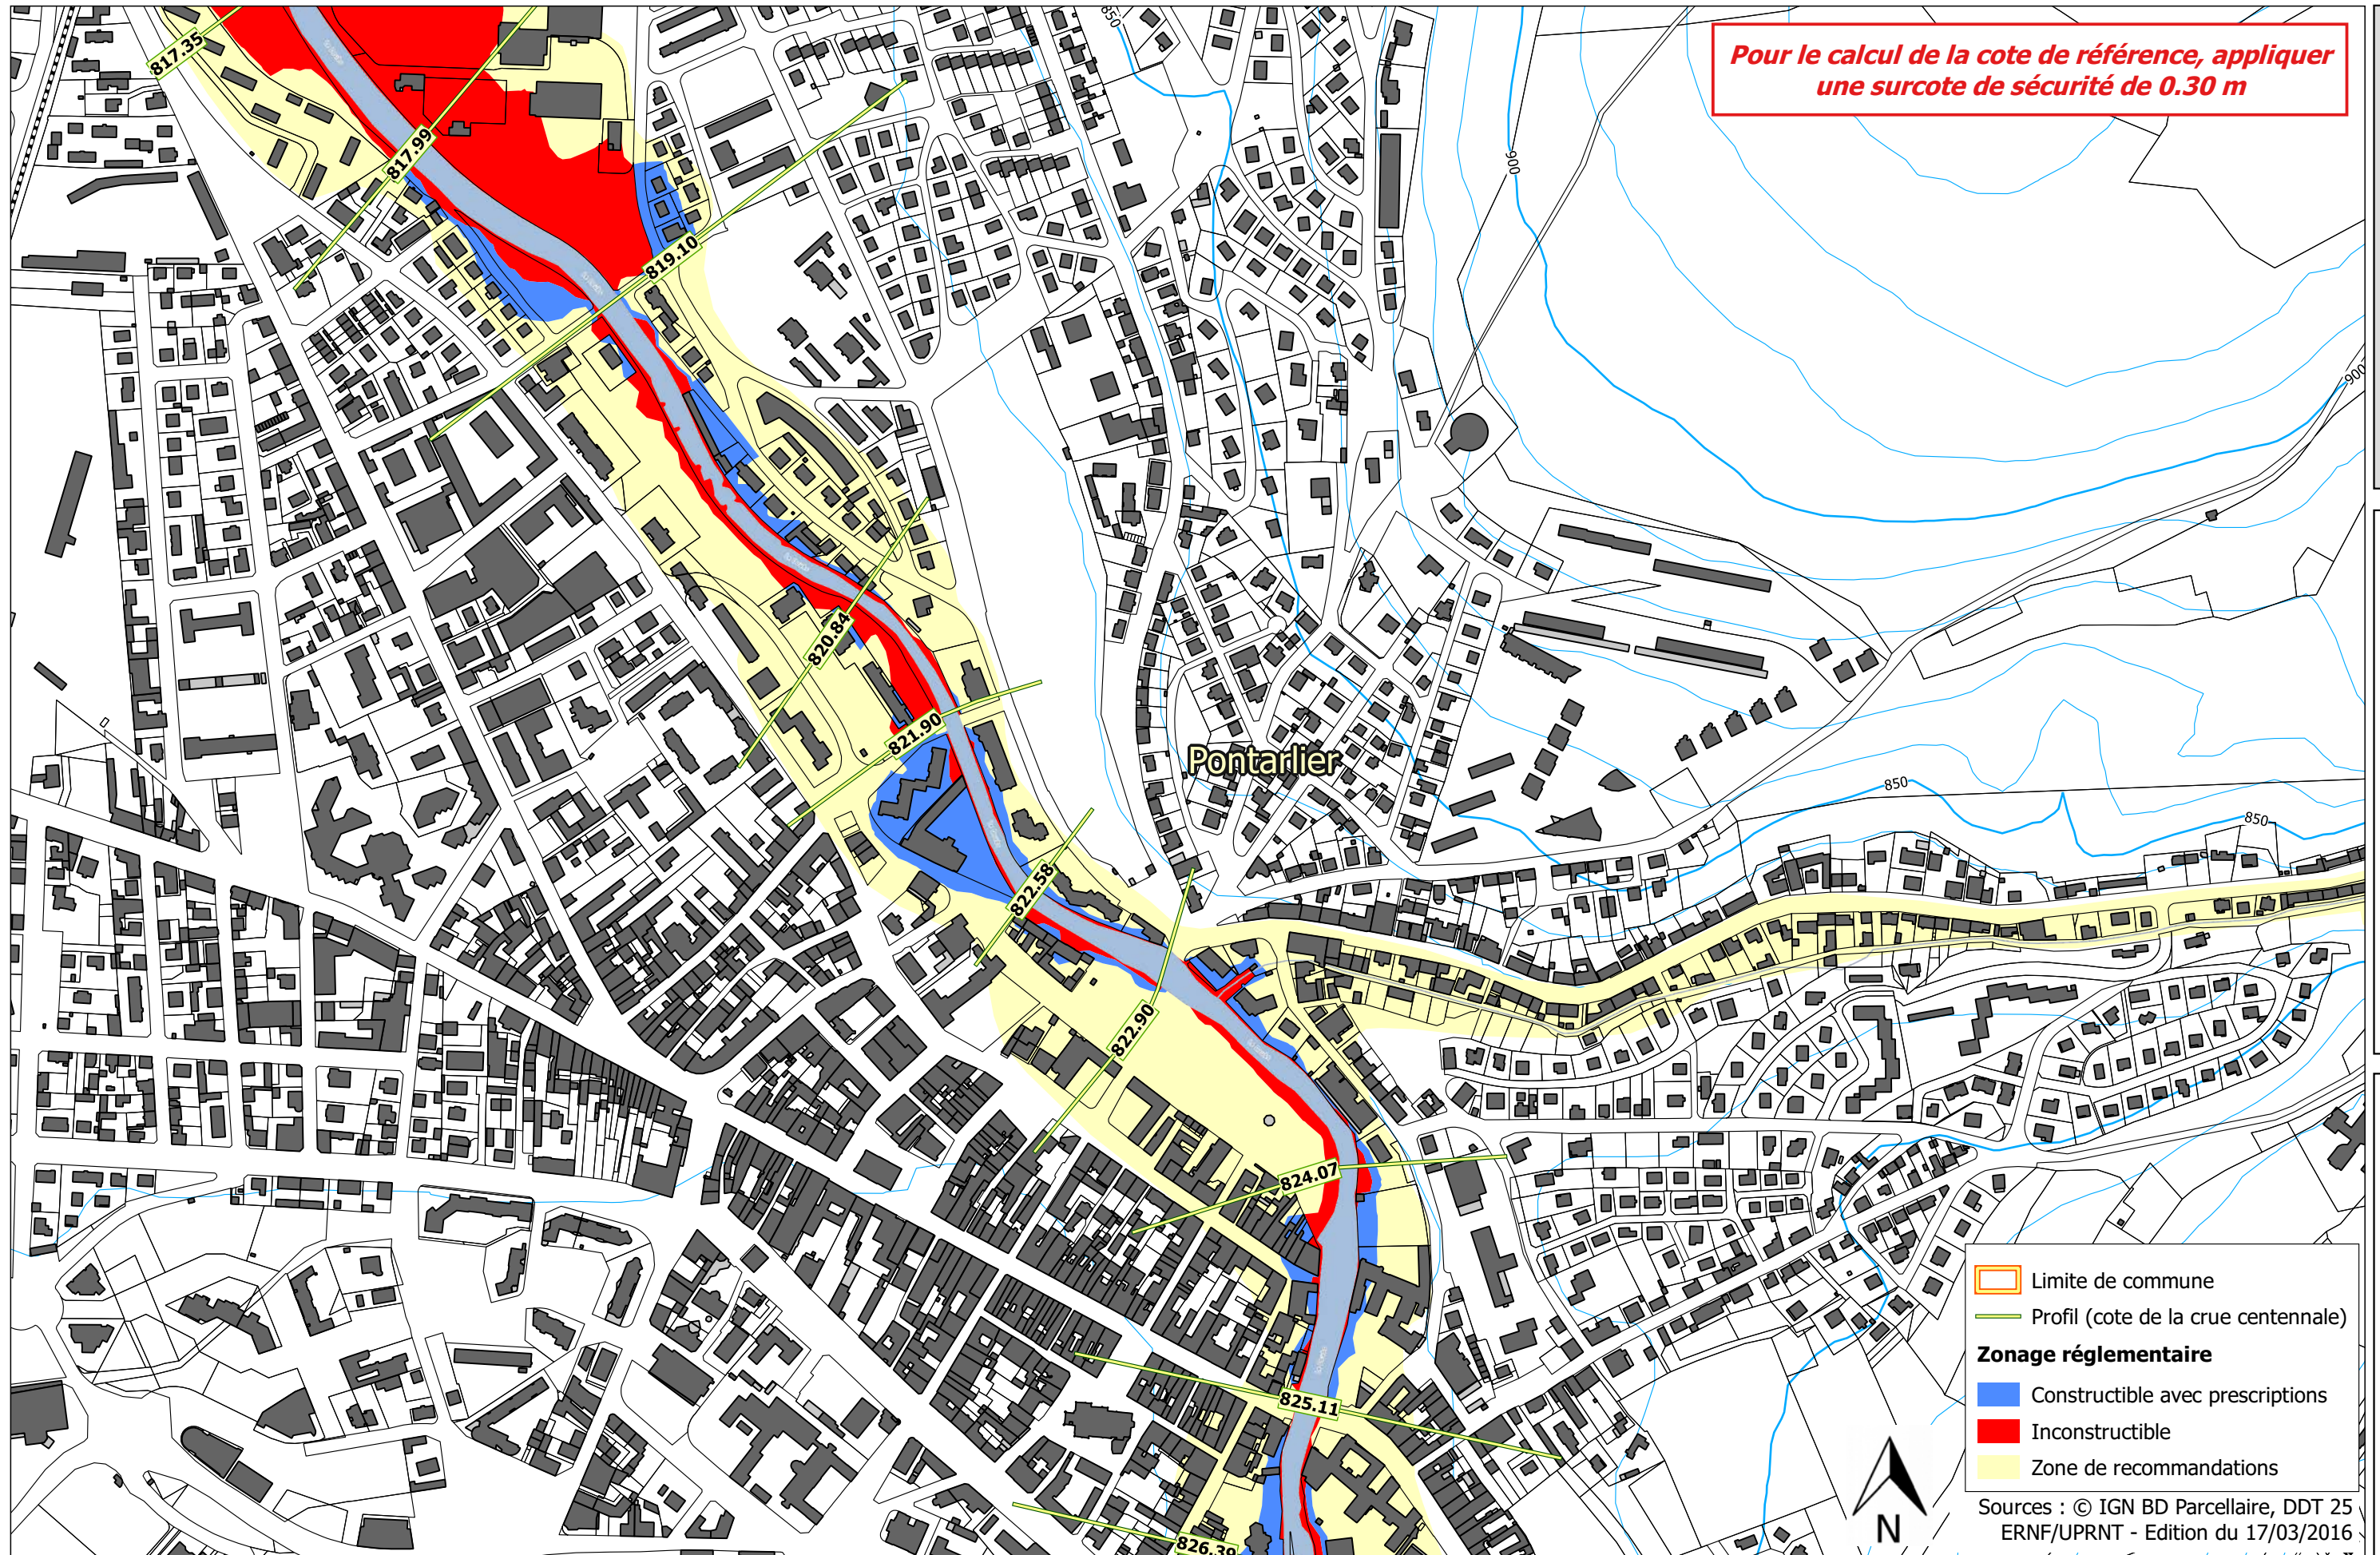 Pour le calcul de la cote de référence, appliquer
une surcote de sécurité de 0.30 m
817.35
850
817.99
900
819.10
900
820.84
821.90
Pontarlier
850
850
822.58
822.90
824.07
825.11
826.39
Limite de commune
Profil (cote de la crue centennale)
Zonage réglementaire
Constructible avec prescriptions
Inconstructible
Zone de recommandations
N
Sources : © IGN BD Parcellaire, DDT 25
ERNF/UPRNT - Edition du 17/03/2016